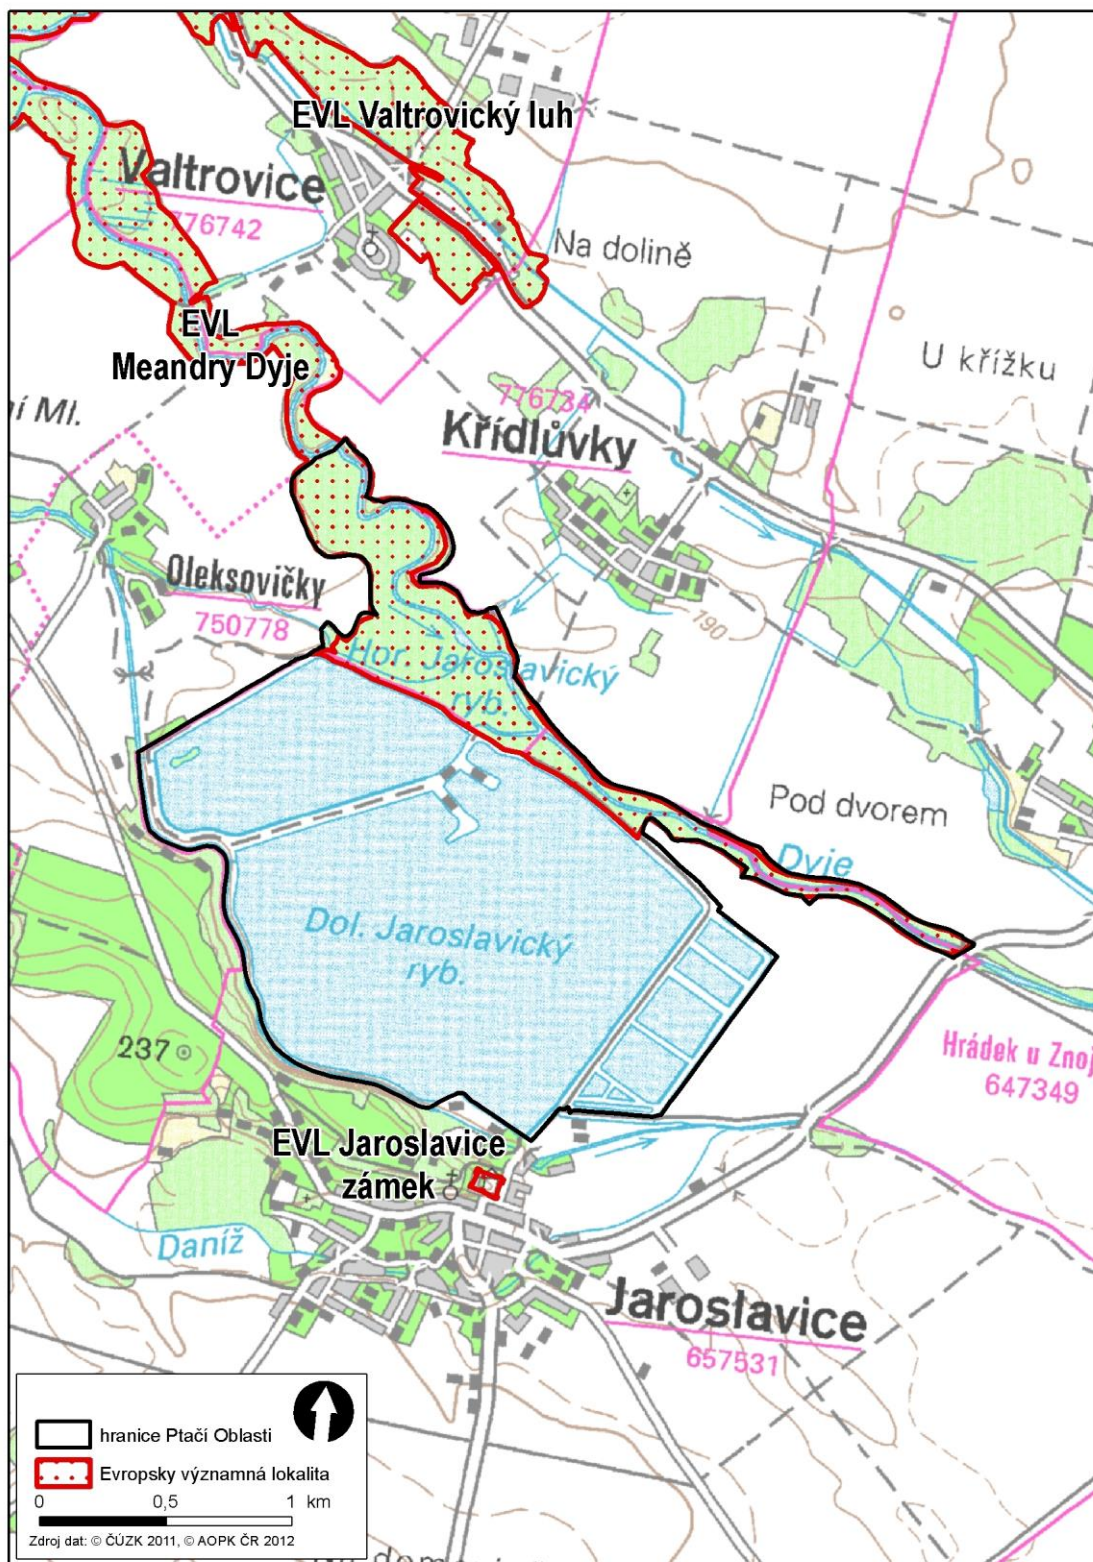 EVL Valtrovický luh
Valtrovice
776742
Na dolině
EVL
Meandry Dyje
U křížku
776734
Křídlůvky
ní Ml.
Oleksovičky
750778
190
Hor. Jaroslavický
ryb.
Pod dvorem
Dyje
Dol. Jaroslavický
ryb.
237
Hrádek u Znoj
647349
EVL Jaroslavice
zámek
Daníž
Jaroslavice
657531
hranice Ptačí Oblasti
Evropsky významná lokalita
0 0,5 1 km
Zdroj dat: © ČÚZK 2011, © AOPK ČR 2012